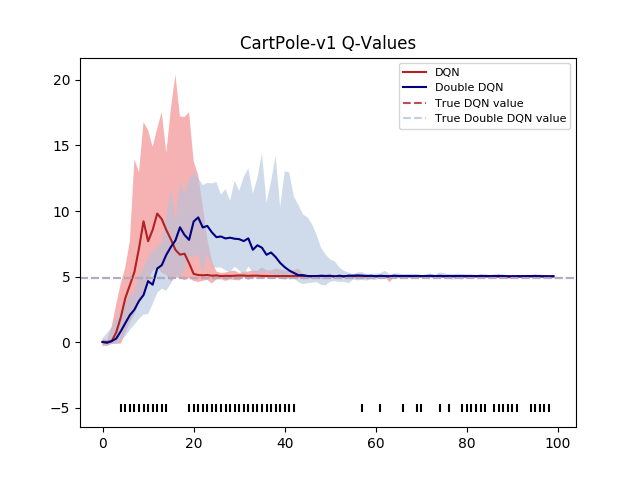 CartPole-v1 Q-Values
DQN
Double DQN
True DQN value
True Double DQN value
20
15
10
5
0
−5
0 20 40 60 80 100